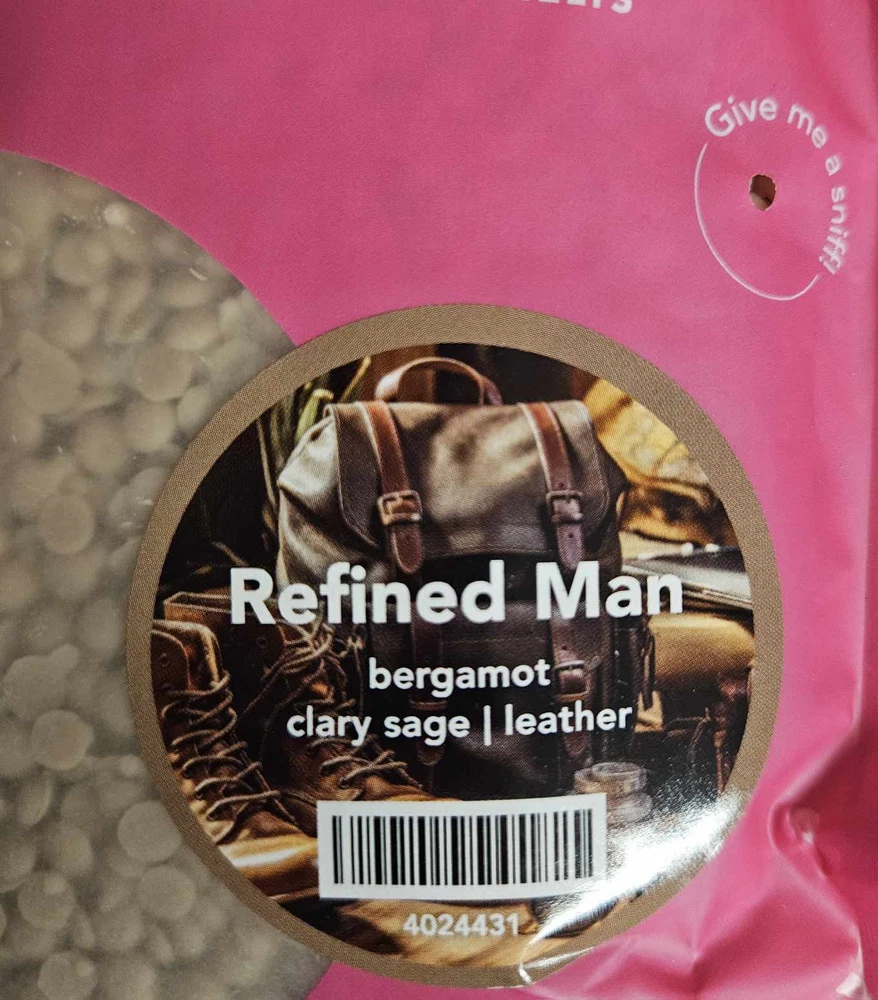 Give me a sniff!
Refined Man
bergamot
clary sage | leather
4024431